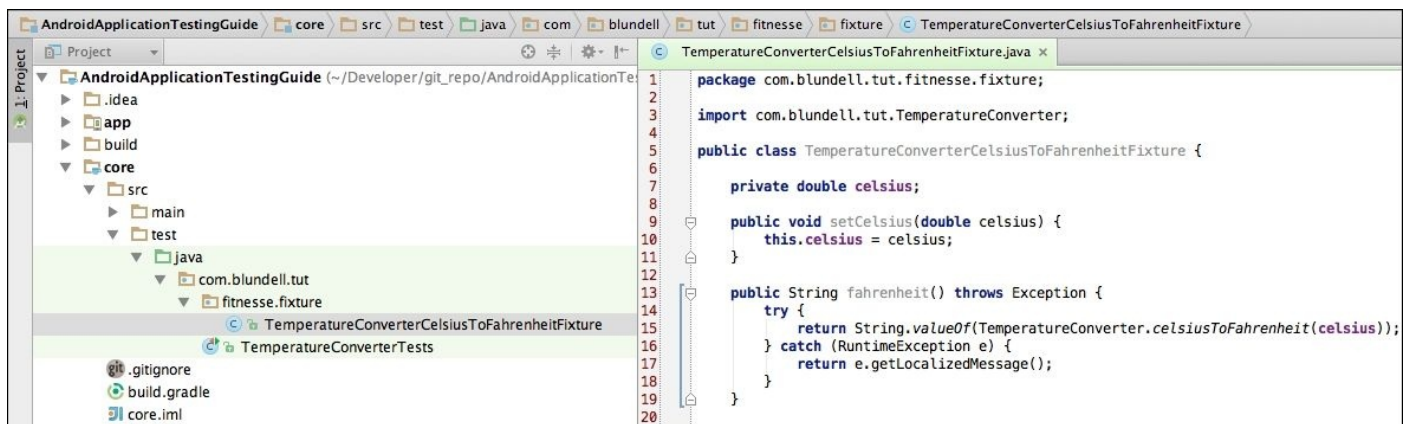 AndroidApplicationTestingGuide core src test java com blundell tut fitnesse fixture TemperatureConverterCelsiusToFahrenheitFixture
1: Project
Project
AndroidApplicationTestingGuide (~/Developer/git_repo/AndroidApplicationTes
.idea
app
build
core
src
main
test
java
com.blundell.tut
fitnesse.fixture
TemperatureConverterCelsiusToFahrenheitFixture
TemperatureConverterTests
.gitignore
build.gradle
core.iml
TemperatureConverterCelsiusToFahrenheitFixture.java
1 package com.blundell.tut.fitnesse.fixture;
2
3 import com.blundell.tut.TemperatureConverter;
4
5 public class TemperatureConverterCelsiusToFahrenheitFixture {
6
7 private double celsius;
8
9 public void setCelsius(double celsius) {
10 this.celsius = celsius;
11 }
12
13 public String fahrenheit() throws Exception {
14 try {
15 return String.valueOf(TemperatureConverter.celsiusToFahrenheit(celsius));
16 } catch (RuntimeException e) {
17 return e.getLocalizedMessage();
18 }
19 }
20